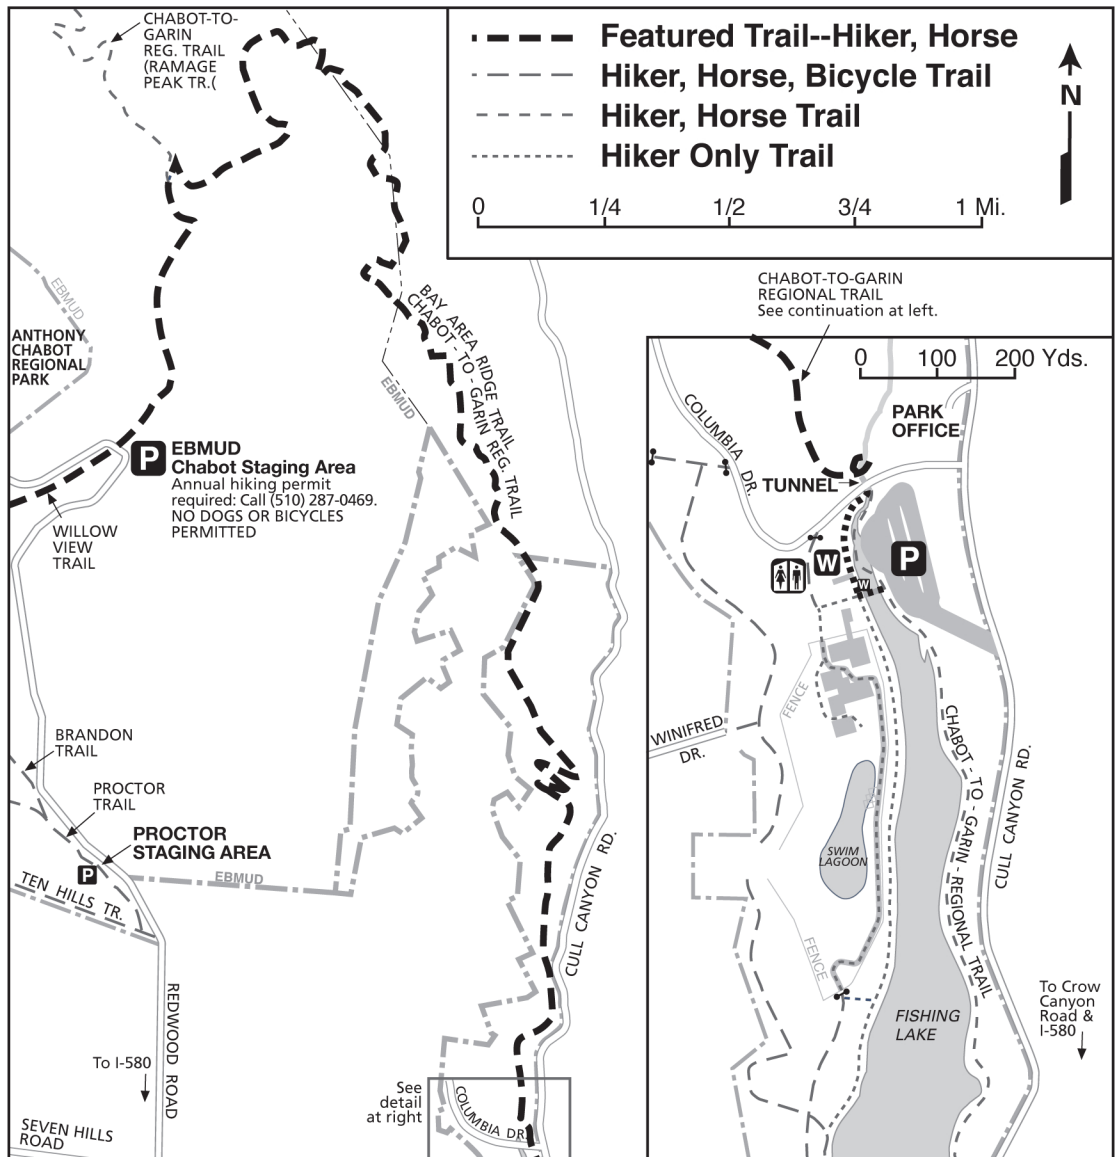 CHABOT-TO-
GARIN
REG. TRAIL
(RAMAGE
PEAK TR.(
Featured Trail--Hiker, Horse
Hiker, Horse, Bicycle Trail
Hiker, Horse Trail
Hiker Only Trail
N
0 1/4 1/2 3/4 1 Mi.
EBMUD
ANTHONY
CHABOT
REGIONAL
PARK
BAY AREA RIDGE TRAIL
CHABOT - TO - GARIN REG. TRAIL
EBMUD
P
EBMUD
Chabot Staging Area
Annual hiking permit
required: Call (510) 287-0469.
NO DOGS OR BICYCLES
PERMITTED
WILLOW
VIEW
TRAIL
BRANDON
TRAIL
PROCTOR
TRAIL
PROCTOR
STAGING AREA
P
EBMUD
TEN HILLS TR.
CULL CANYON RD.
REDWOOD ROAD
To I-580
SEVEN HILLS
ROAD
See
detail
at right
COLUMBIA DR.
CHABOT-TO-GARIN
REGIONAL TRAIL
See continuation at left.
0 100 200 Yds.
COLUMBIA DR.
PARK
OFFICE
TUNNEL
W
P
W
FENCE
WINIFRED
DR.
CHABOT - TO - GARIN - REGIONAL TRAIL
CULL CANYON RD.
SWIM
LAGOON
FENCE
FISHING
LAKE
To Crow
Canyon
Road &
I-580